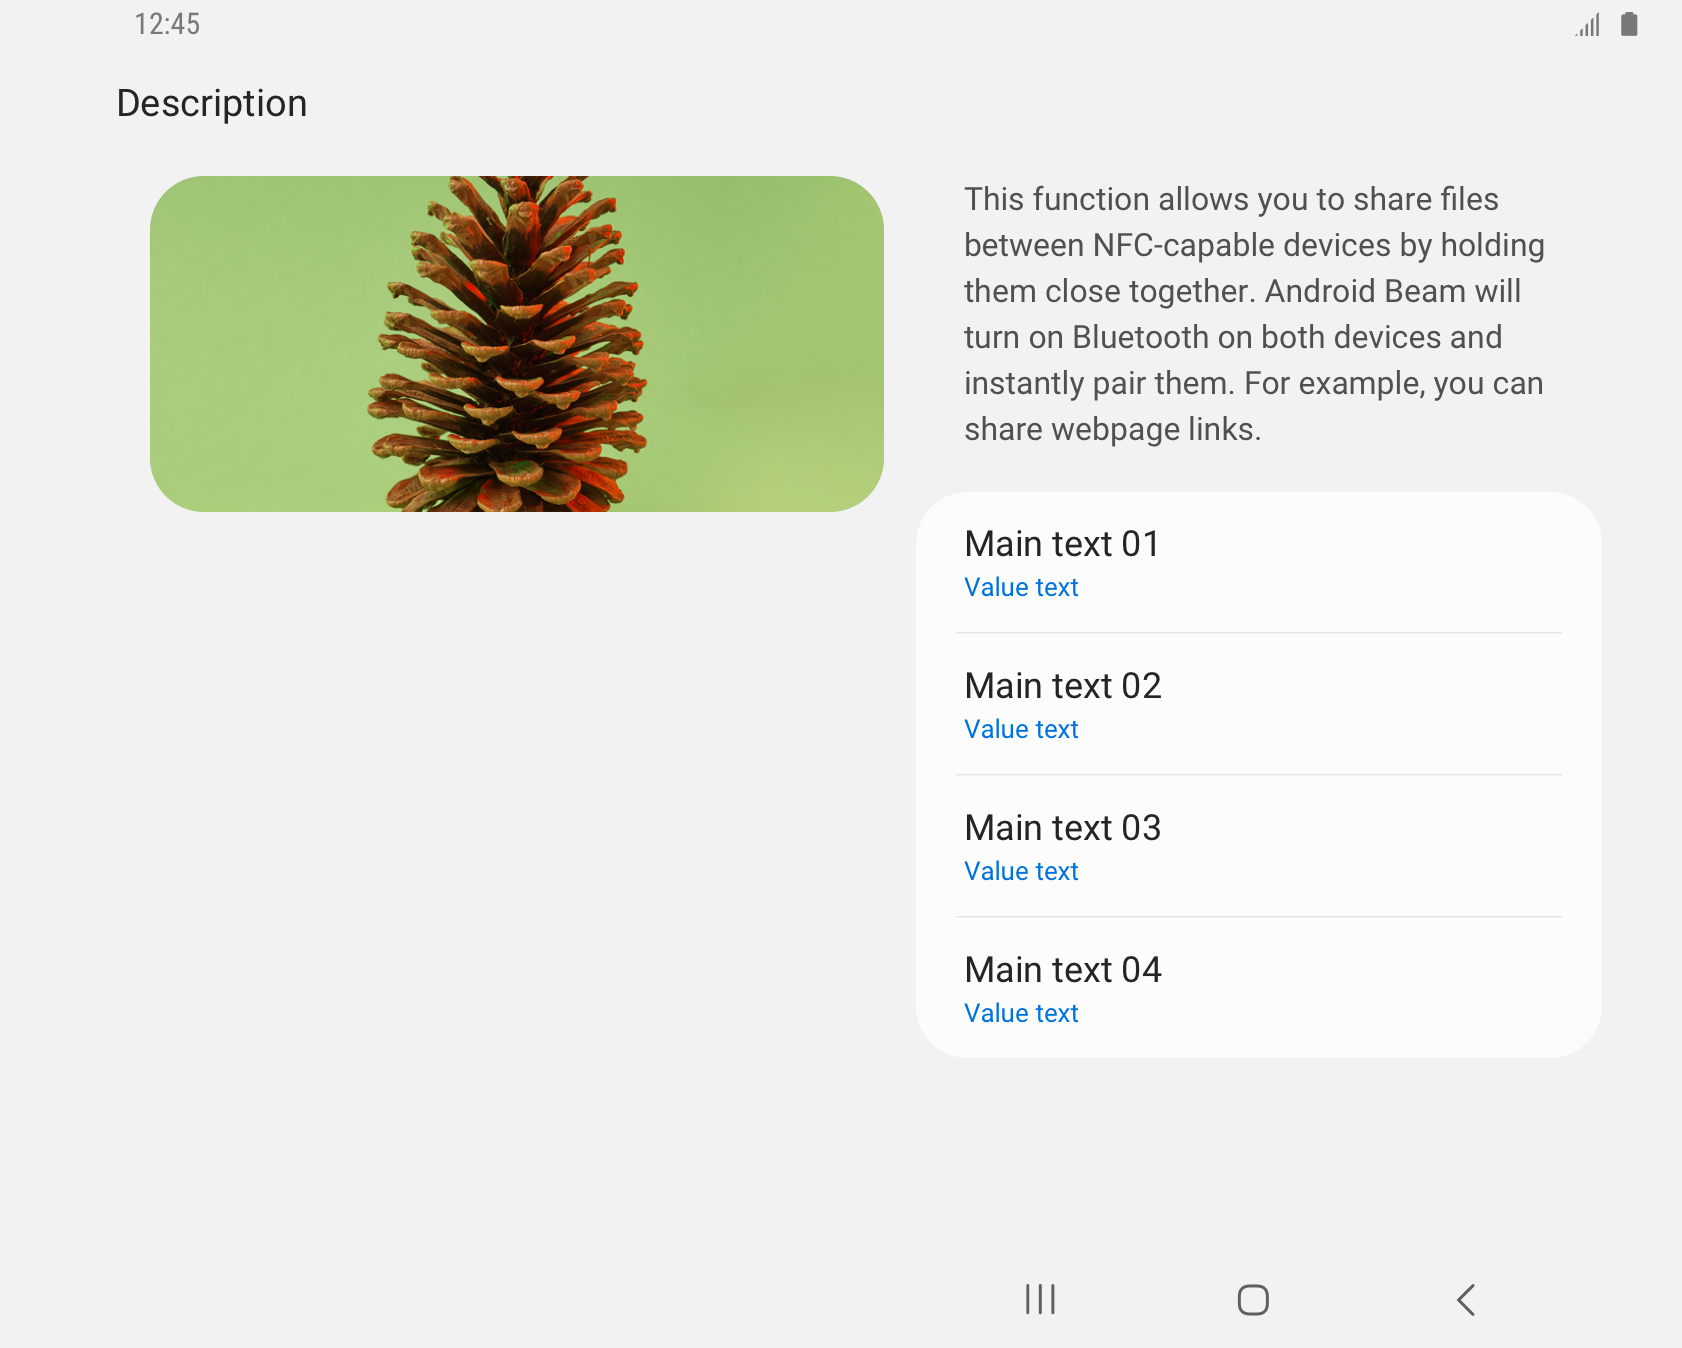 12:45
Description
This function allows you to share files
between NFC-capable devices by holding
them close together. Android Beam will
turn on Bluetooth on both devices and
instantly pair them. For example, you can
share webpage links.
Main text 01
Value text
Main text 02
Value text
Main text 03
Value text
Main text 04
Value text